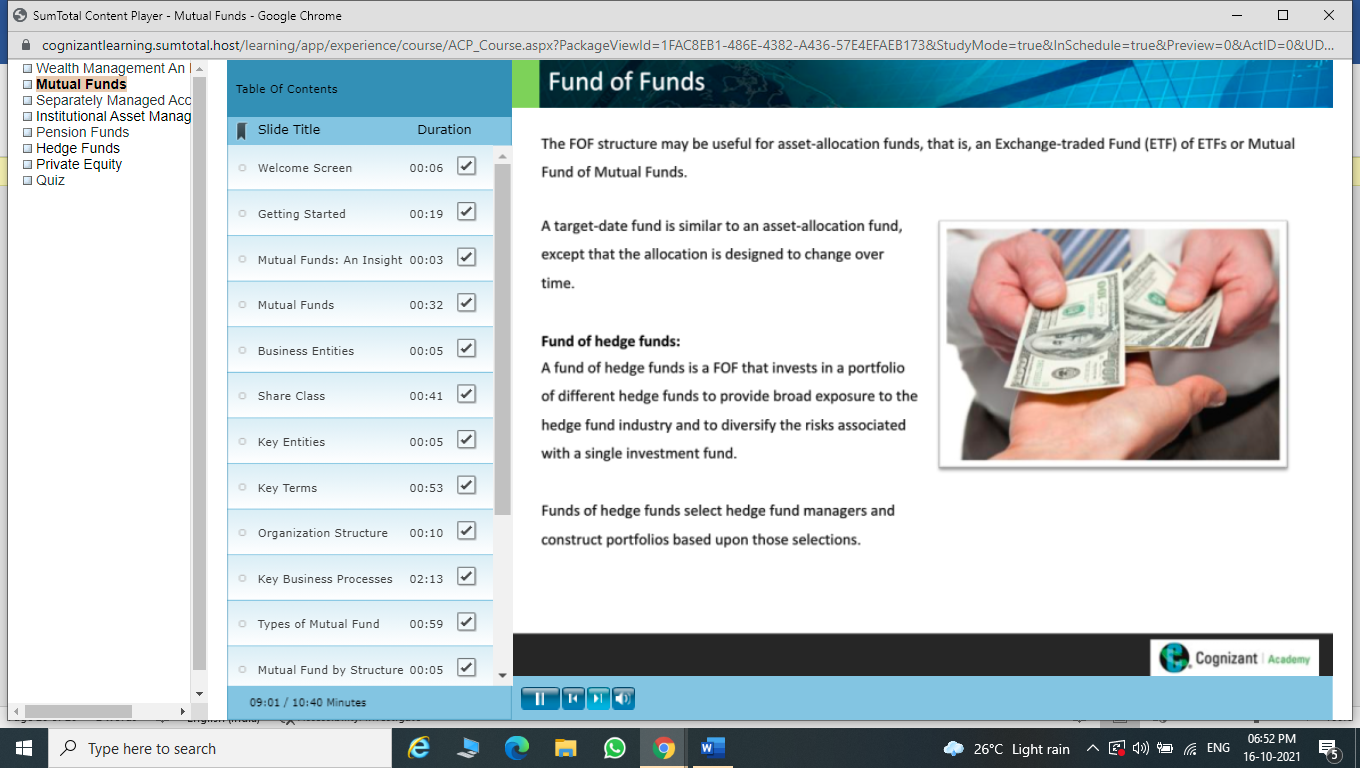 SumTotal Content Player - Mutual Funds - Google Chrome
cognizantlearning.sumtotal.host/learning/app/experience/course/ACP_Course.aspx?PackageViewId=1FAC8EB1-486E-4382-A436-57E4EFAEB173&StudyMode=true&InSchedule=true&Preview=0&ActID=0&UD...
Wealth Management An I
Mutual Funds
Separately Managed Acc
Institutional Asset Manag
Pension Funds
Hedge Funds
Private Equity
Quiz
Table Of Contents
Slide Title Duration
Welcome Screen 00:06
Getting Started 00:19
Mutual Funds: An Insight 00:03
Mutual Funds 00:32
Business Entities 00:05
Share Class 00:41
Key Entities 00:05
Key Terms 00:53
Organization Structure 00:10
Key Business Processes 02:13
Types of Mutual Fund 00:59
Mutual Fund by Structure 00:05
09:01 / 10:40 Minutes
Fund of Funds
The FOF structure may be useful for asset-allocation funds, that is, an Exchange-traded Fund (ETF) of ETFs or Mutual
Fund of Mutual Funds.
A target-date fund is similar to an asset-allocation fund,
except that the allocation is designed to change over
time.
Fund of hedge funds:
A fund of hedge funds is a FOF that invests in a portfolio
of different hedge funds to provide broad exposure to the
hedge fund industry and to diversify the risks associated
with a single investment fund.
Funds of hedge funds select hedge fund managers and
construct portfolios based upon those selections.
Cognizant Academy
Type here to search
26°C Light rain
ENG
06:52 PM
16-10-2021
5